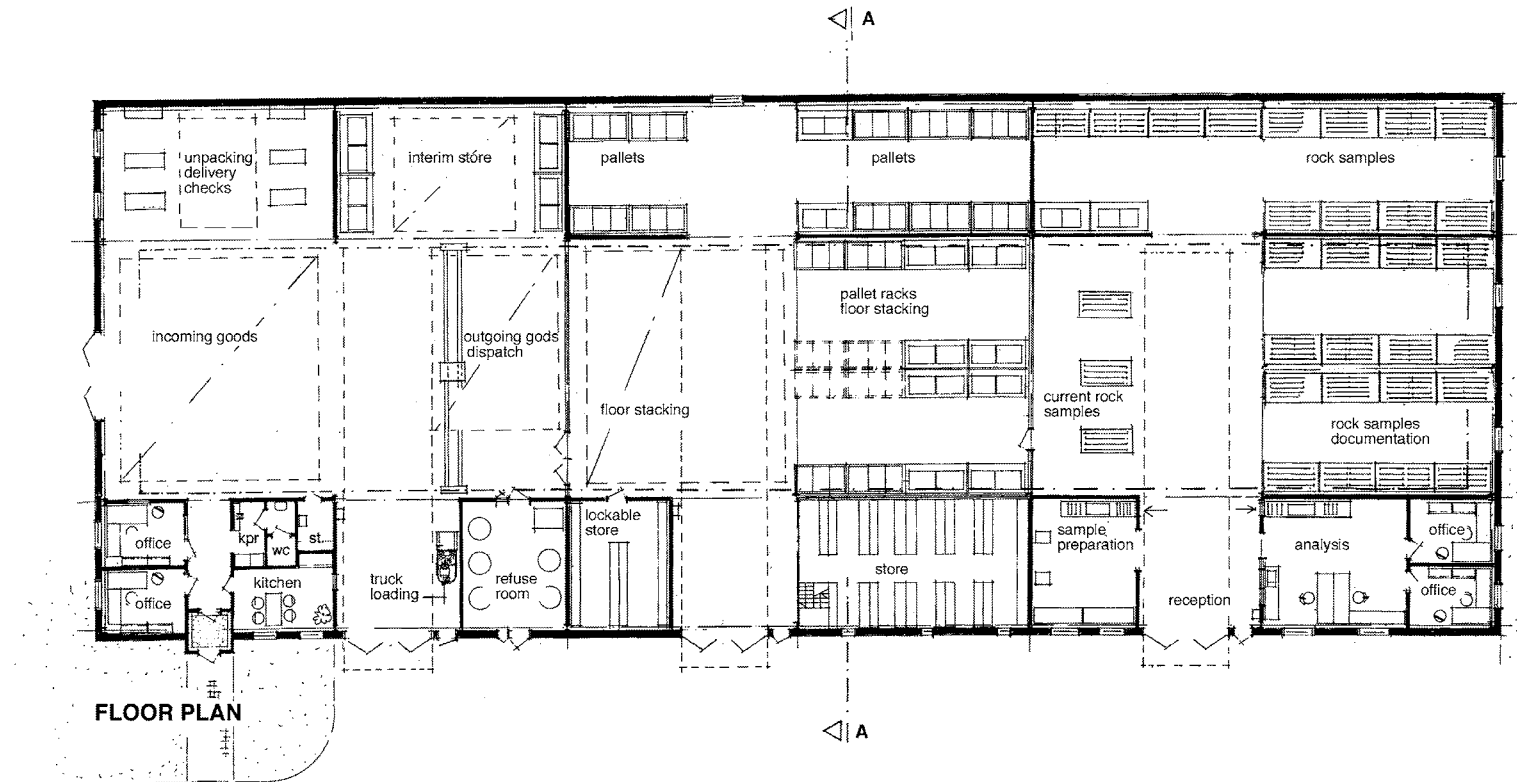 A
unpacking
delivery
checks
interim store
pallets
pallets
rock samples
incoming goods
outgoing gods
dispatch
pallet racks
floor stacking
floor stacking
current rock
samples
rock samples
documentation
office
kpr
wc
st.
lockable
store
sample
preparation
analysis
office
office
kitchen
truck
loading
refuse
room
store
reception
office
FLOOR PLAN
A